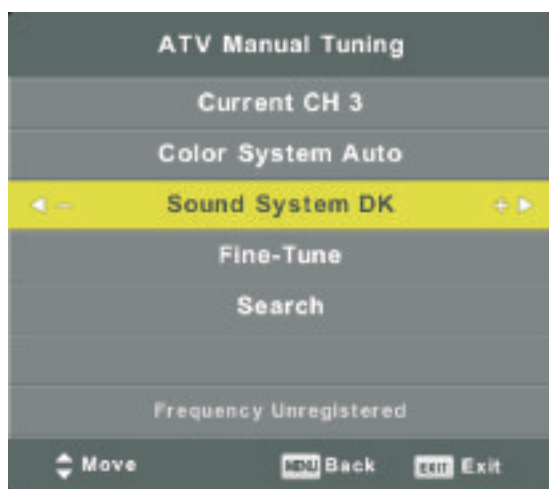 ATV Manual Tuning
Current CH 3
Color System Auto
− Sound System DK +
Fine-Tune
Search
Frequency Unregistered
Move MENU Back EXIT Exit